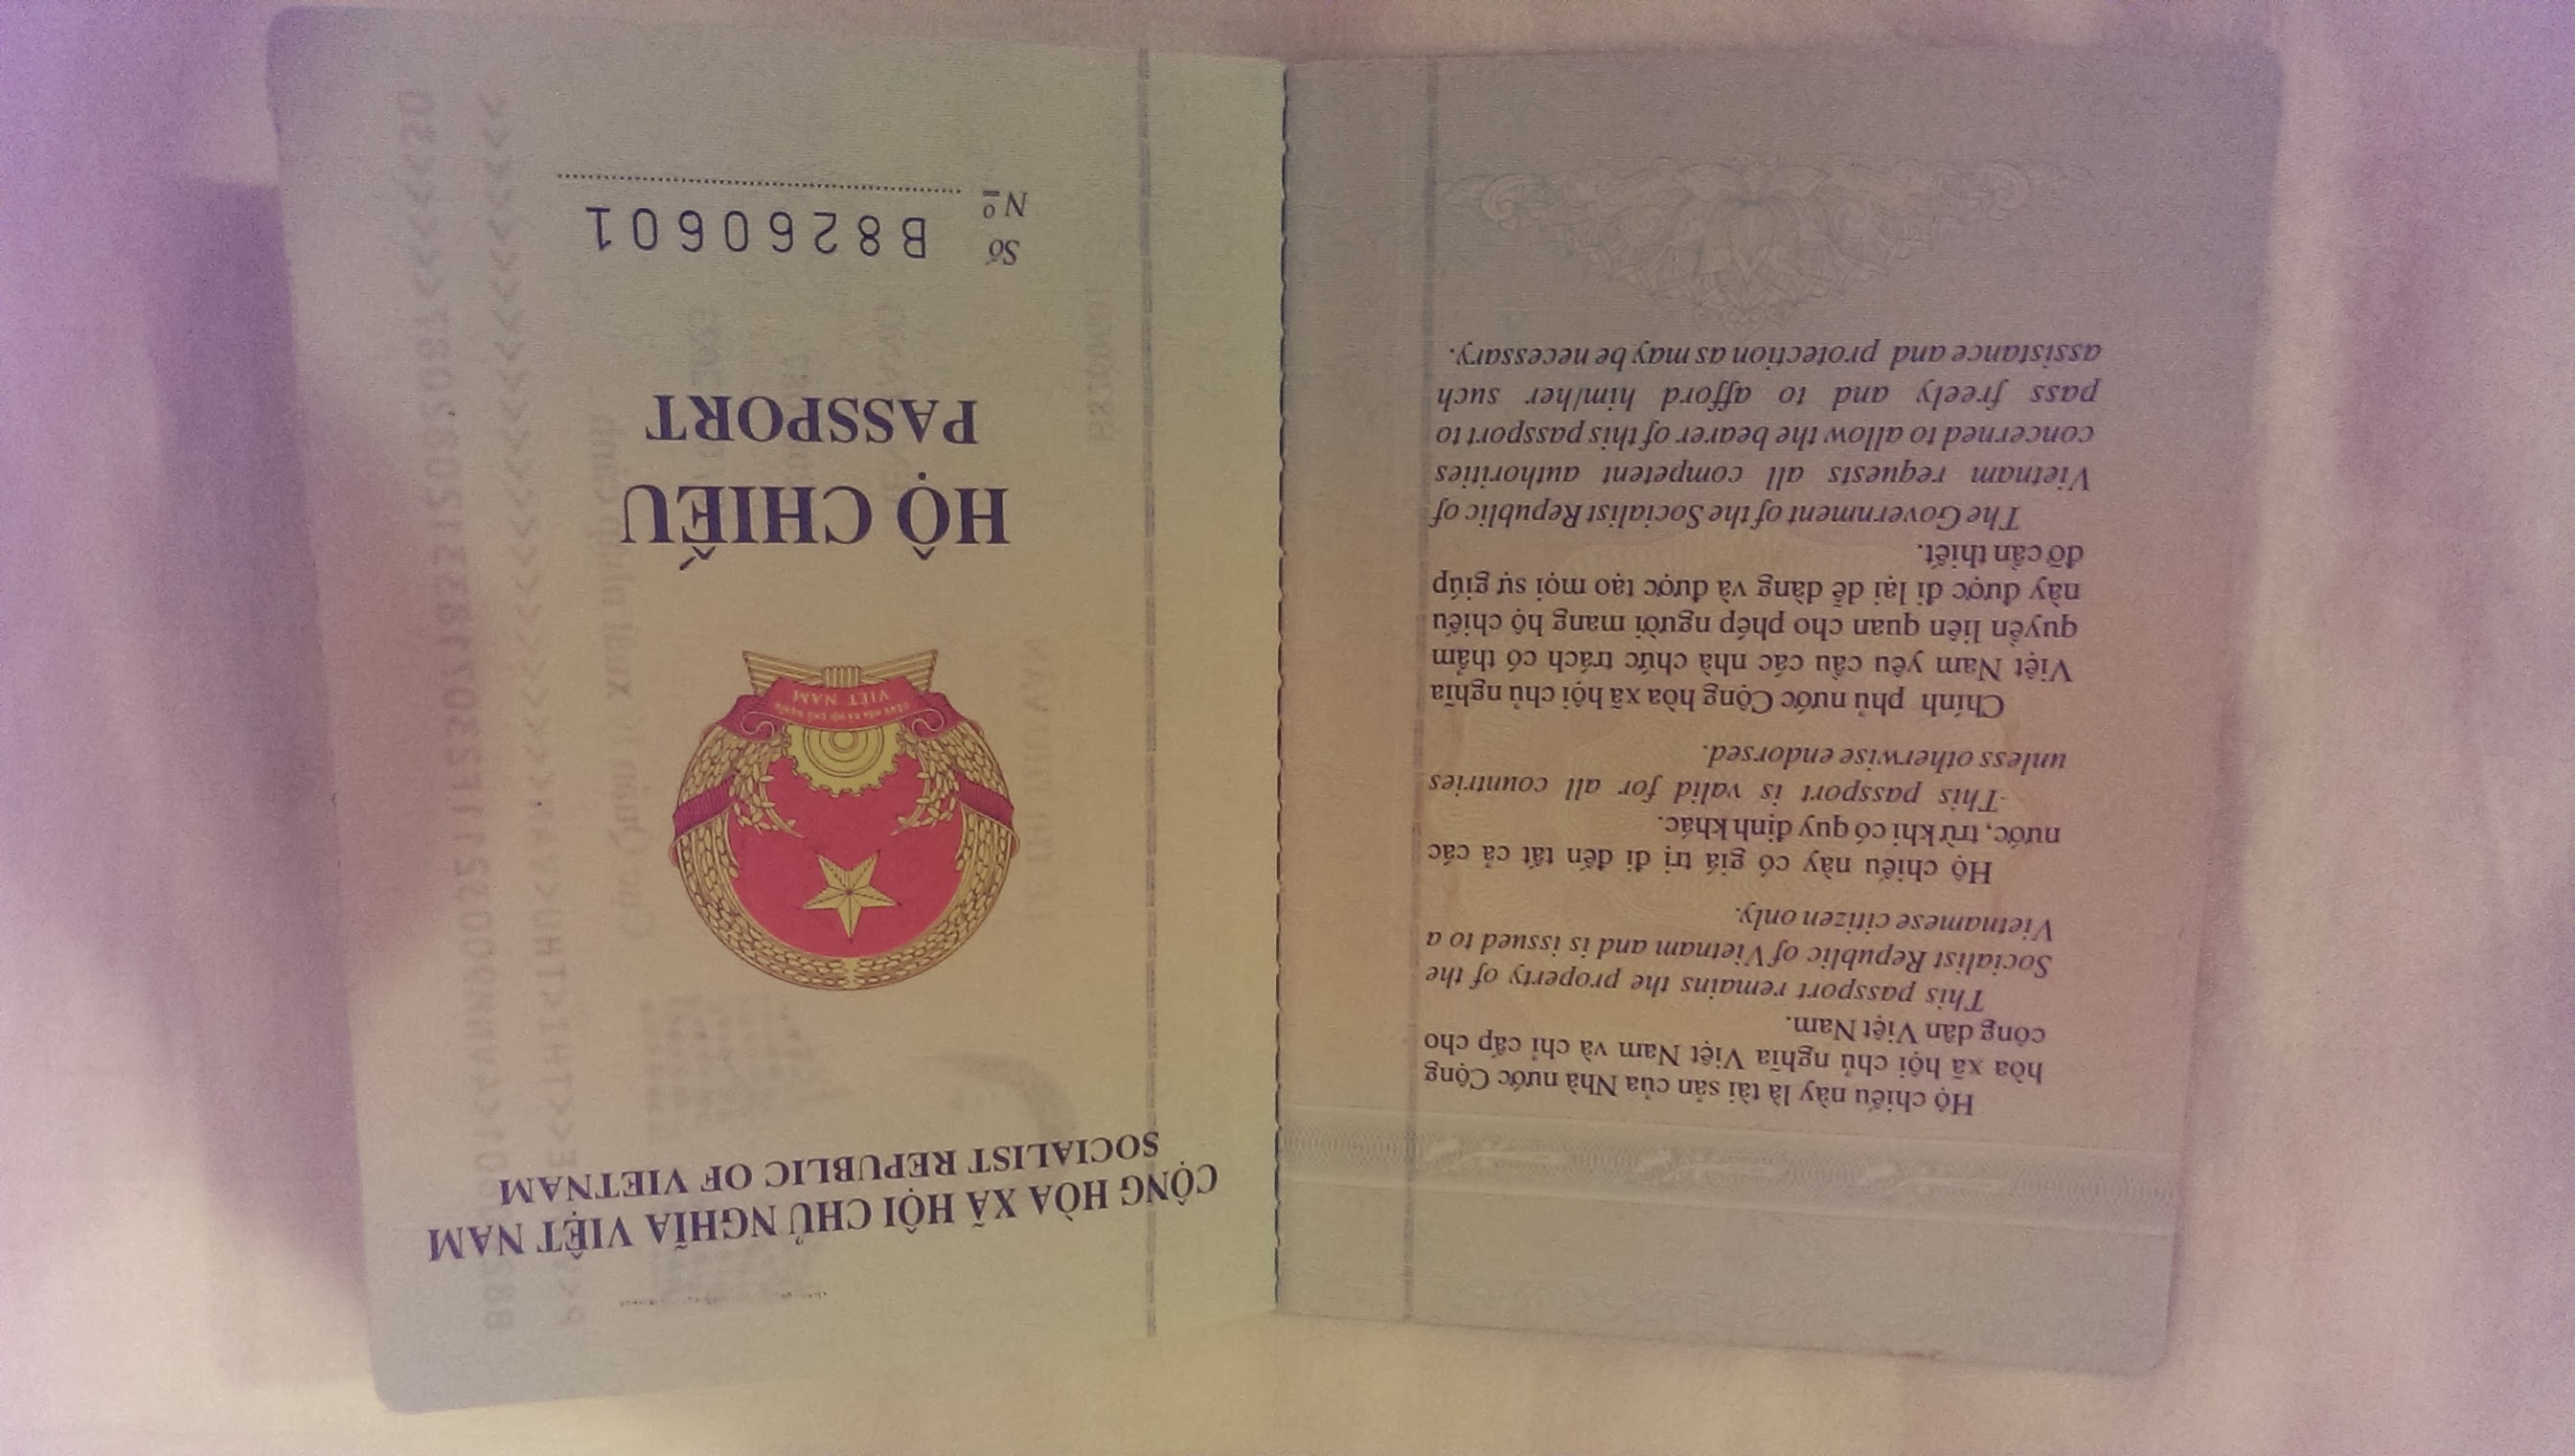 CỘNG HÒA XÃ HỘI CHỦ NGHĨA VIỆT NAM
SOCIALIST REPUBLIC OF VIETNAM
CỘNG HÒA XÃ HỘI CHỦ NGHĨA
VIỆT NAM
HỘ CHIẾU
PASSPORT
Số
Nº
B8260601
Hộ chiếu này là tài sản của Nhà nước Cộng
hòa xã hội chủ nghĩa Việt Nam và chỉ cấp cho
công dân Việt Nam.
This passport remains the property of the
Socialist Republic of Vietnam and is issued to a
Vietnamese citizen only.
Hộ chiếu này có giá trị đi đến tất cả các
nước, trừ khi có quy định khác.
This passport is valid for all countries
unless otherwise endorsed.
Chính phủ nước Cộng hòa xã hội chủ nghĩa
Việt Nam yêu cầu các nhà chức trách có thẩm
quyền liên quan cho phép người mang hộ chiếu
này được đi lại dễ dàng và được tạo mọi sự giúp
đỡ cần thiết.
The Government of the Socialist Republic of
Vietnam requests all competent authorities
concerned to allow the bearer of this passport to
pass freely and to afford him/her such
assistance and protection as may be necessary.